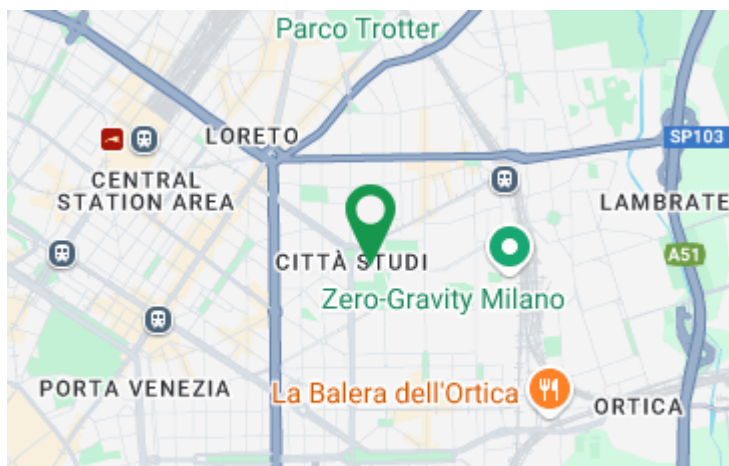 Parco Trotter
LORETO
SP103
CENTRAL
STATION AREA
LAMBRATE
CITTÀ STUDI
A51
Zero-Gravity Milano
PORTA VENEZIA
La Balera dell'Ortica
ORTICA